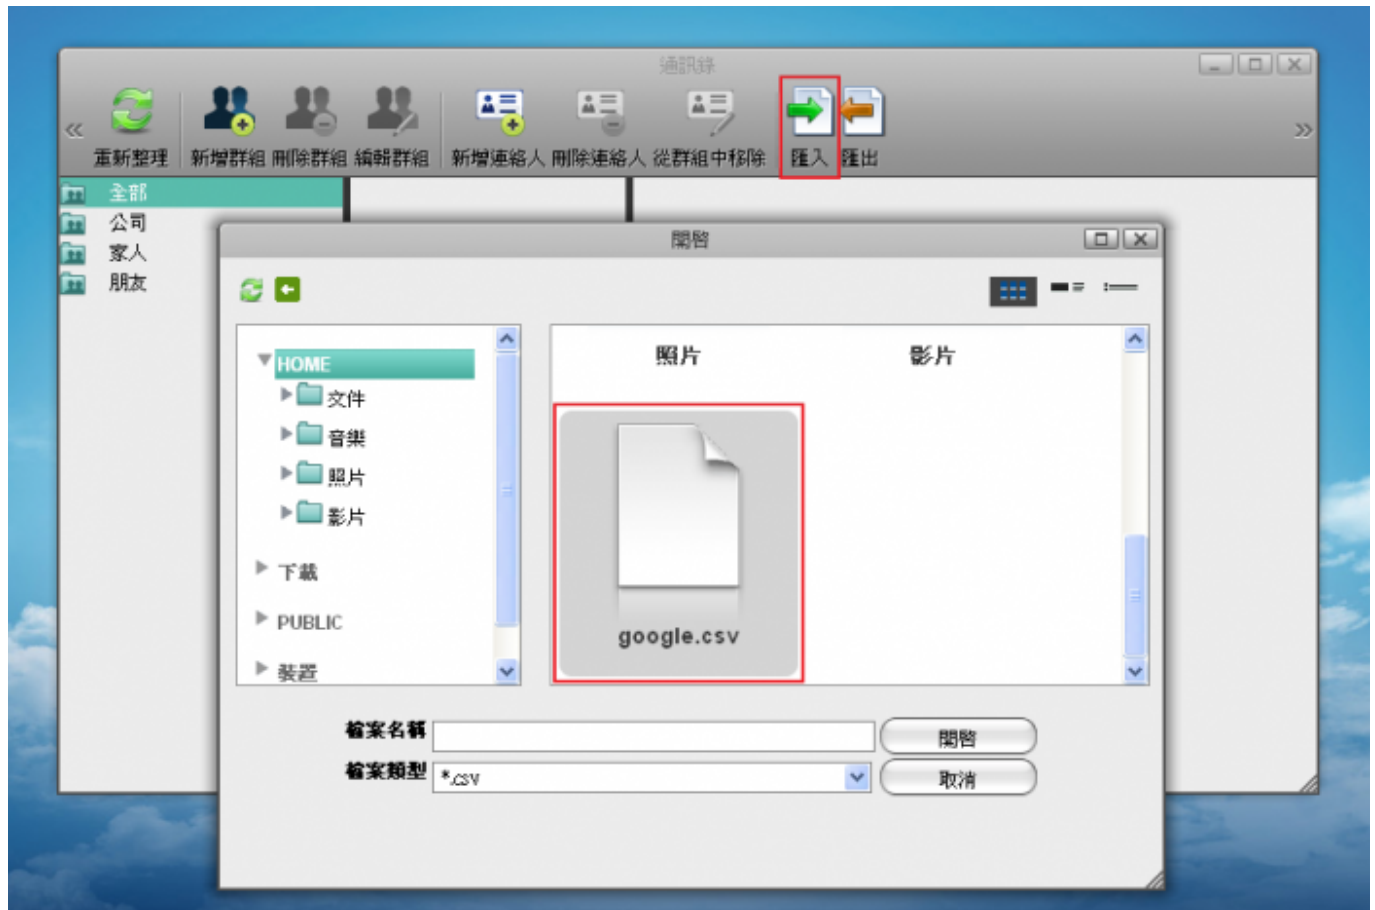 通訊錄
重新整理 新增群組 刪除群組 編輯群組 新增連絡人 刪除連絡人 從群組中移除 匯入 匯出
全部
公司
家人
朋友
開啓
HOME
文件
音樂
照片
影片
下載
PUBLIC
裝置
照片 影片
google.csv
檔案名稱
開啓
檔案類型 *.csv
取消